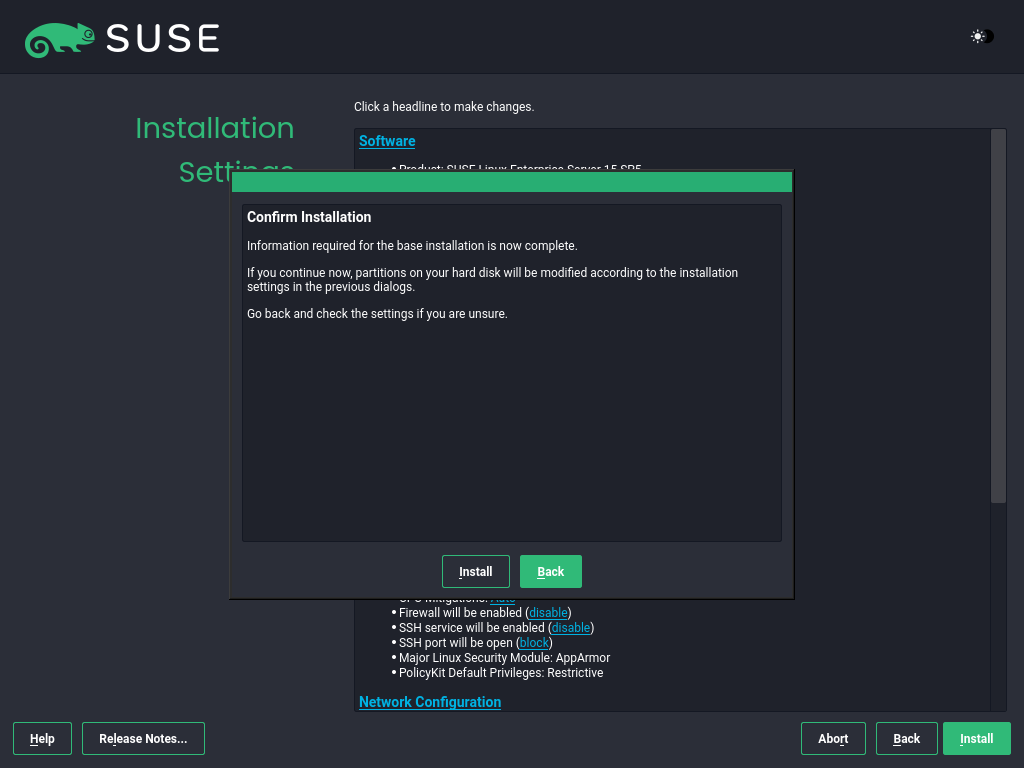 SUSE
Click a headline to make changes.
Installation
Settings
Software
• Product: SUSE Linux Enterprise Server 15 SP5
Confirm Installation
Information required for the base installation is now complete.
If you continue now, partitions on your hard disk will be modified according to the installation
settings in the previous dialogs.
Go back and check the settings if you are unsure.
Install Back
• CPU Mitigations: Auto
• Firewall will be enabled (disable)
• SSH service will be enabled (disable)
• SSH port will be open (block)
• Major Linux Security Module: AppArmor
• PolicyKit Default Privileges: Restrictive
Network Configuration
Help Release Notes... Abort Back Install